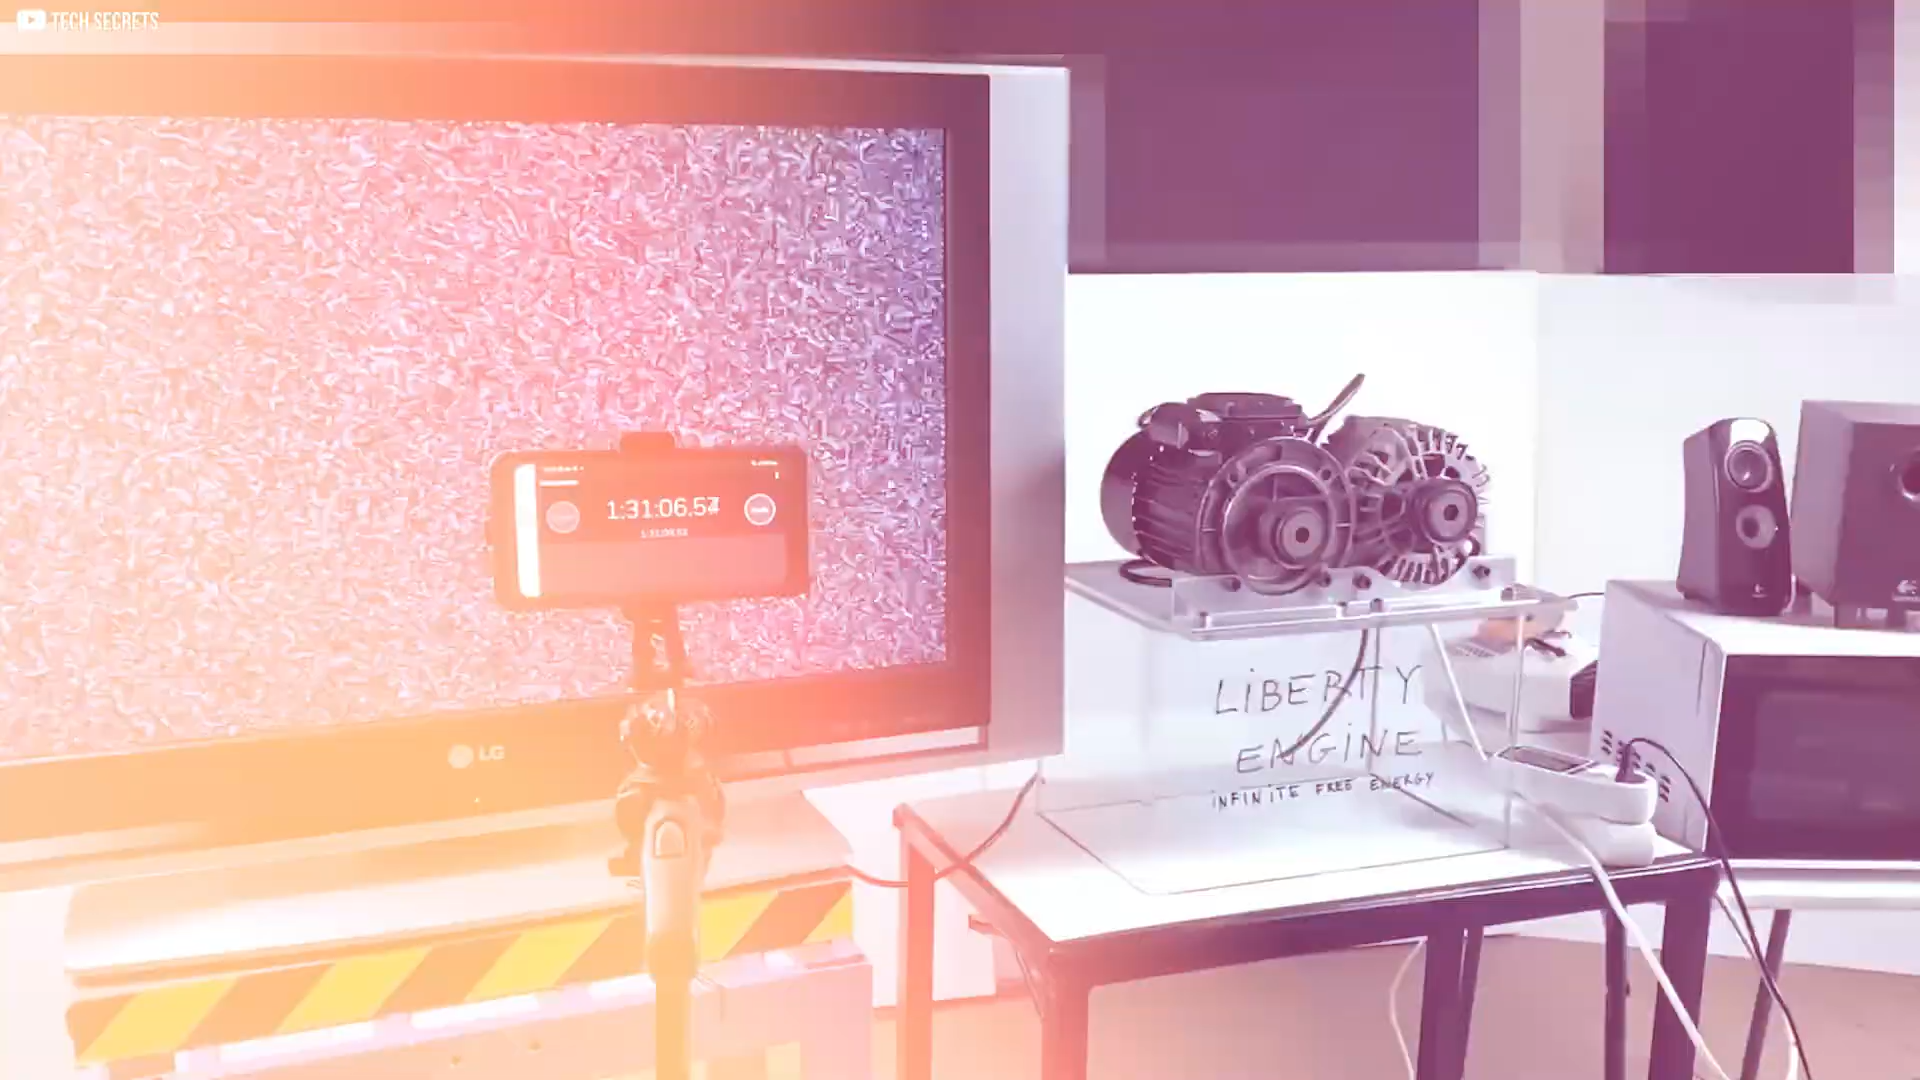 TECH SECRETS
1:31:06.57
LG
LiBERTY
ENGiNE
iNFiNiTE FREE ENERGY